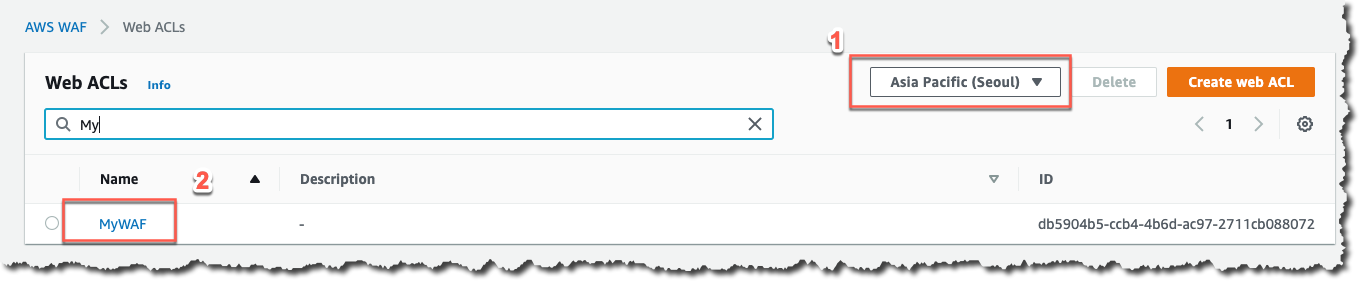 AWS WAF > Web ACLs
1
Web ACLs Info Asia Pacific (Seoul) Delete Create web ACL
My 1
Name 2 Description ID
MyWAF - db5904b5-ccb4-4b6d-ac97-2711cb088072